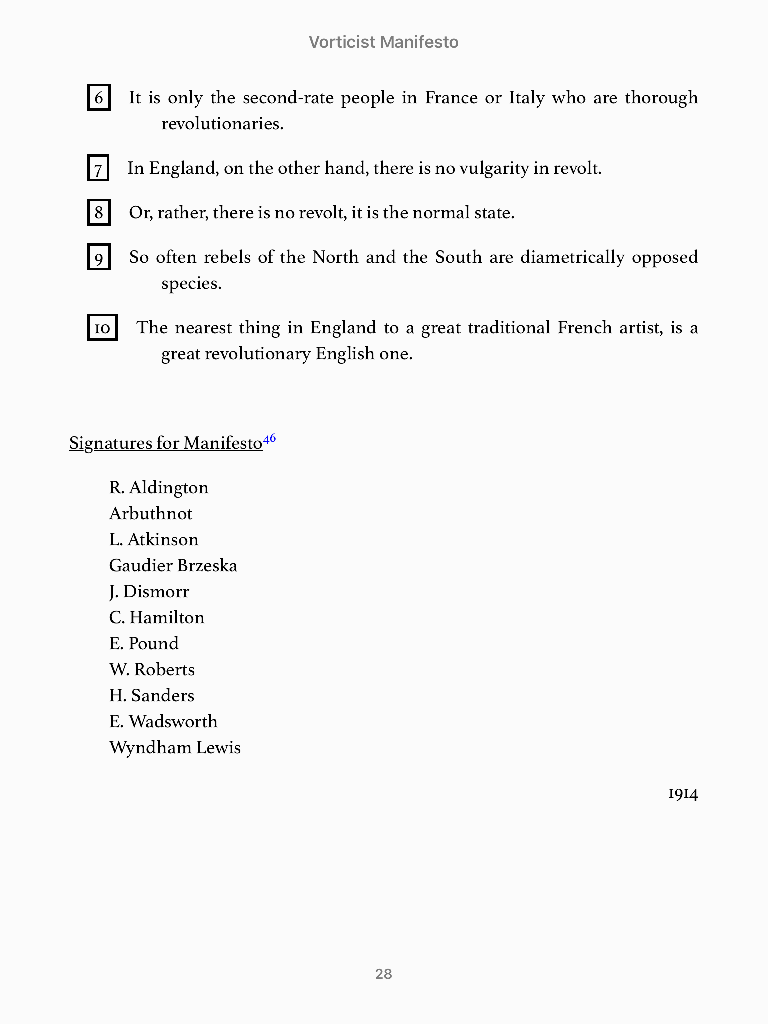 Vorticist Manifesto
6 It is only the second-rate people in France or Italy who are thorough
revolutionaries.
7 In England, on the other hand, there is no vulgarity in revolt.
8 Or, rather, there is no revolt, it is the normal state.
9 So often rebels of the North and the South are diametrically opposed
species.
10 The nearest thing in England to a great traditional French artist, is a
great revolutionary English one.
Signatures for Manifesto46
R. Aldington
Arbuthnot
L. Atkinson
Gaudier Brzeska
J. Dismorr
C. Hamilton
E. Pound
W. Roberts
H. Sanders
E. Wadsworth
Wyndham Lewis
1914
28